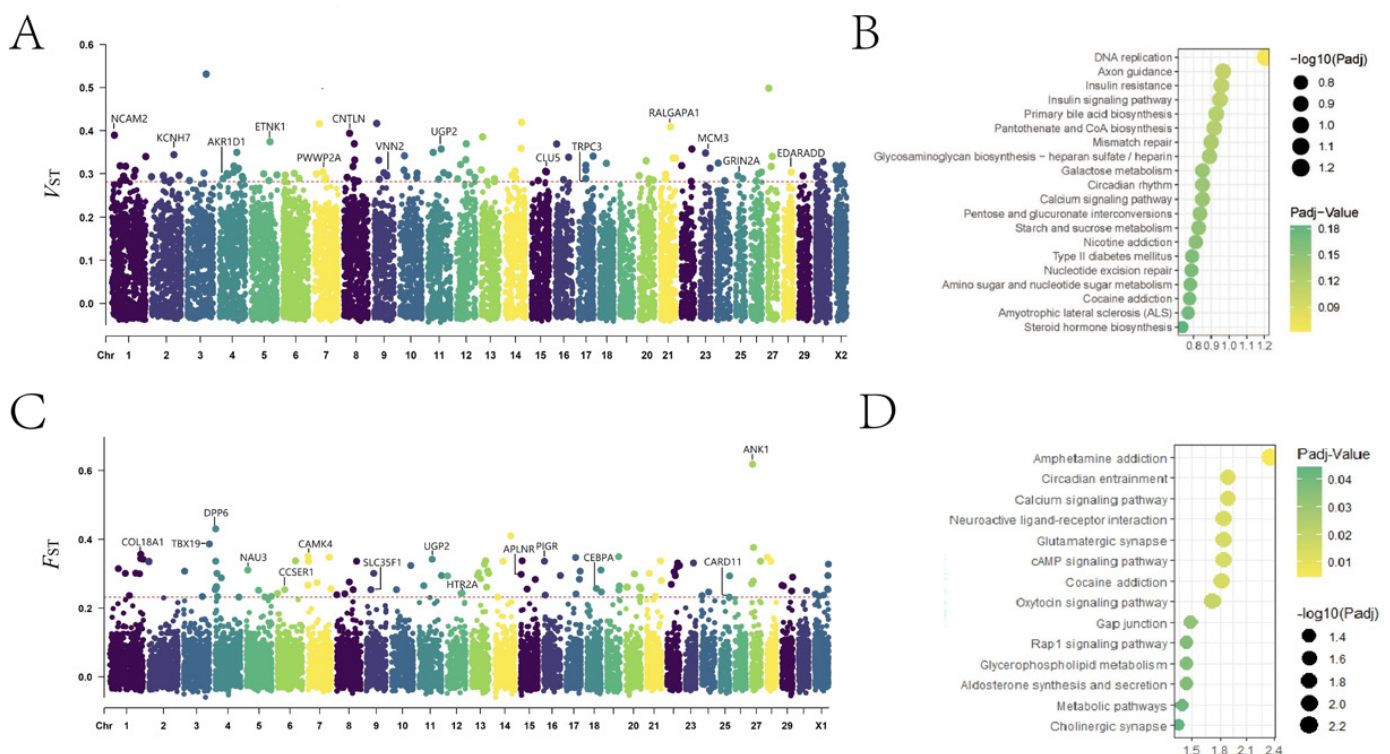 A
0.6
0.5
0.4
0.3
0.2
0.1
0.0
VST
NCAM2
KCNH7
AKR1D1
ETNK1
PWWP2A
CNTLN
VNN2
UGP2
CLU5
TRPC3
RALGAPA1
MCM3
GRIN2A
EDARADD
Chr 1 2 3 4 5 6 7 8 9 10 11 12 13 14 15 16 17 18 20 21 23 25 27 29 X2
B
DNA replication
Axon guidance
Insulin resistance
Insulin signaling pathway
Primary bile acid biosynthesis
Pantothenate and CoA biosynthesis
Mismatch repair
Glycosaminoglycan biosynthesis − heparan sulfate / heparin
Galactose metabolism
Circadian rhythm
Calcium signaling pathway
Pentose and glucuronate interconversions
Starch and sucrose metabolism
Nicotine addiction
Type II diabetes mellitus
Nucleotide excision repair
Amino sugar and nucleotide sugar metabolism
Cocaine addiction
Amyotrophic lateral sclerosis (ALS)
Steroid hormone biosynthesis
0.8 0.9 1.0 1.1 1.2
−log10(Padj)
0.8
0.9
1.0
1.1
1.2
Padj−Value
0.18
0.15
0.12
0.09
C
0.6
0.4
0.2
0.0
FST
COL18A1
TBX19
DPP6
NAU3
CCSER1
CAMK4
SLC35F1
UGP2
HTR2A
APLNR
PIGR
CEBPA
CARD11
ANK1
Chr 1 2 3 4 5 6 7 8 9 10 11 12 13 14 15 16 17 18 20 21 23 25 27 29 X1
D
Amphetamine addiction
Circadian entrainment
Calcium signaling pathway
Neuroactive ligand-receptor interaction
Glutamatergic synapse
cAMP signaling pathway
Cocaine addiction
Oxytocin signaling pathway
Gap junction
Rap1 signaling pathway
Glycerophospholipid metabolism
Aldosterone synthesis and secretion
Metabolic pathways
Cholinergic synapse
1.5 1.8 2.1 2.4
Padj-Value
0.04
0.03
0.02
0.01
-log10(Padj)
1.4
1.6
1.8
2.0
2.2